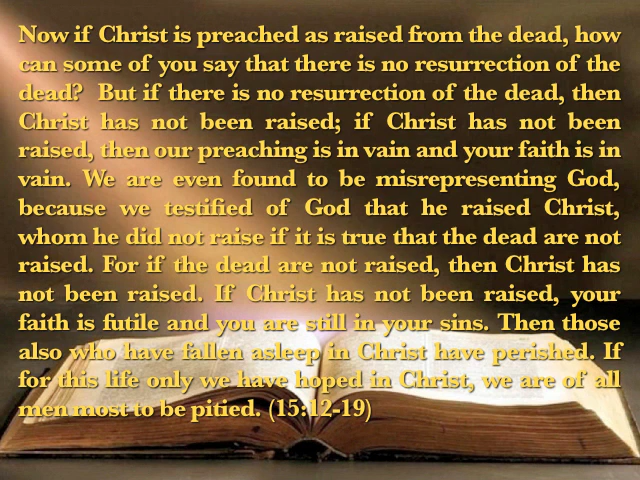 Now if Christ is preached as raised from the dead, how
can some of you say that there is no resurrection of the
dead?  But if there is no resurrection of the dead, then
Christ has not been raised; if Christ has not been
raised, then our preaching is in vain and your faith is in
vain. We are even found to be misrepresenting God,
because we testified of God that he raised Christ,
whom he did not raise if it is true that the dead are not
raised. For if the dead are not raised, then Christ has
not been raised. If Christ has not been raised, your
faith is futile and you are still in your sins. Then those
also who have fallen asleep in Christ have perished. If
for this life only we have hoped in Christ, we are of all
men most to be pitied. (15:12-19)